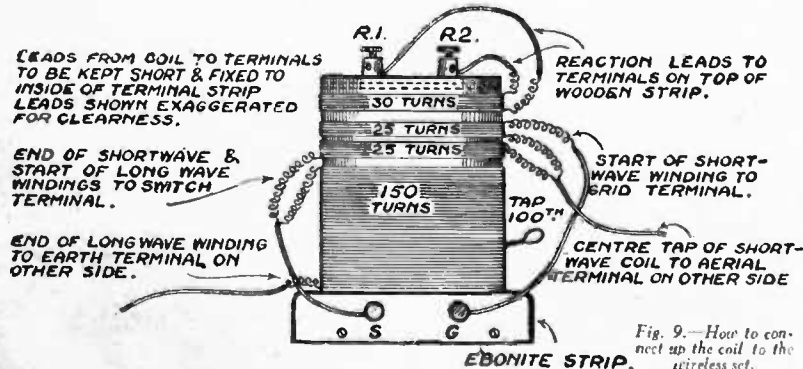 R.1.
R.2.
LEADS FROM COIL TO TERMINALS
TO BE KEPT SHORT & FIXED TO
INSIDE OF TERMINAL STRIP
LEADS SHOWN EXAGGERATED
FOR CLEARNESS.
REACTION LEADS TO
TERMINALS ON TOP OF
WOODEN STRIP.
30 TURNS
25 TURNS
25 TURNS
END OF SHORTWAVE &
START OF LONG WAVE
WINDINGS TO SWITCH
TERMINAL.
START OF SHORT-
WAVE WINDING TO
GRID TERMINAL.
150
TURNS
TAP
100TH
END OF LONG WAVE WINDING
TO EARTH TERMINAL ON
OTHER SIDE.
CENTRE TAP OF SHORT-
WAVE COIL TO AERIAL
TERMINAL ON OTHER SIDE
S
G
EBONITE STRIP.
Fig. 9.—How to con-
nect up the coil to the
wireless set.